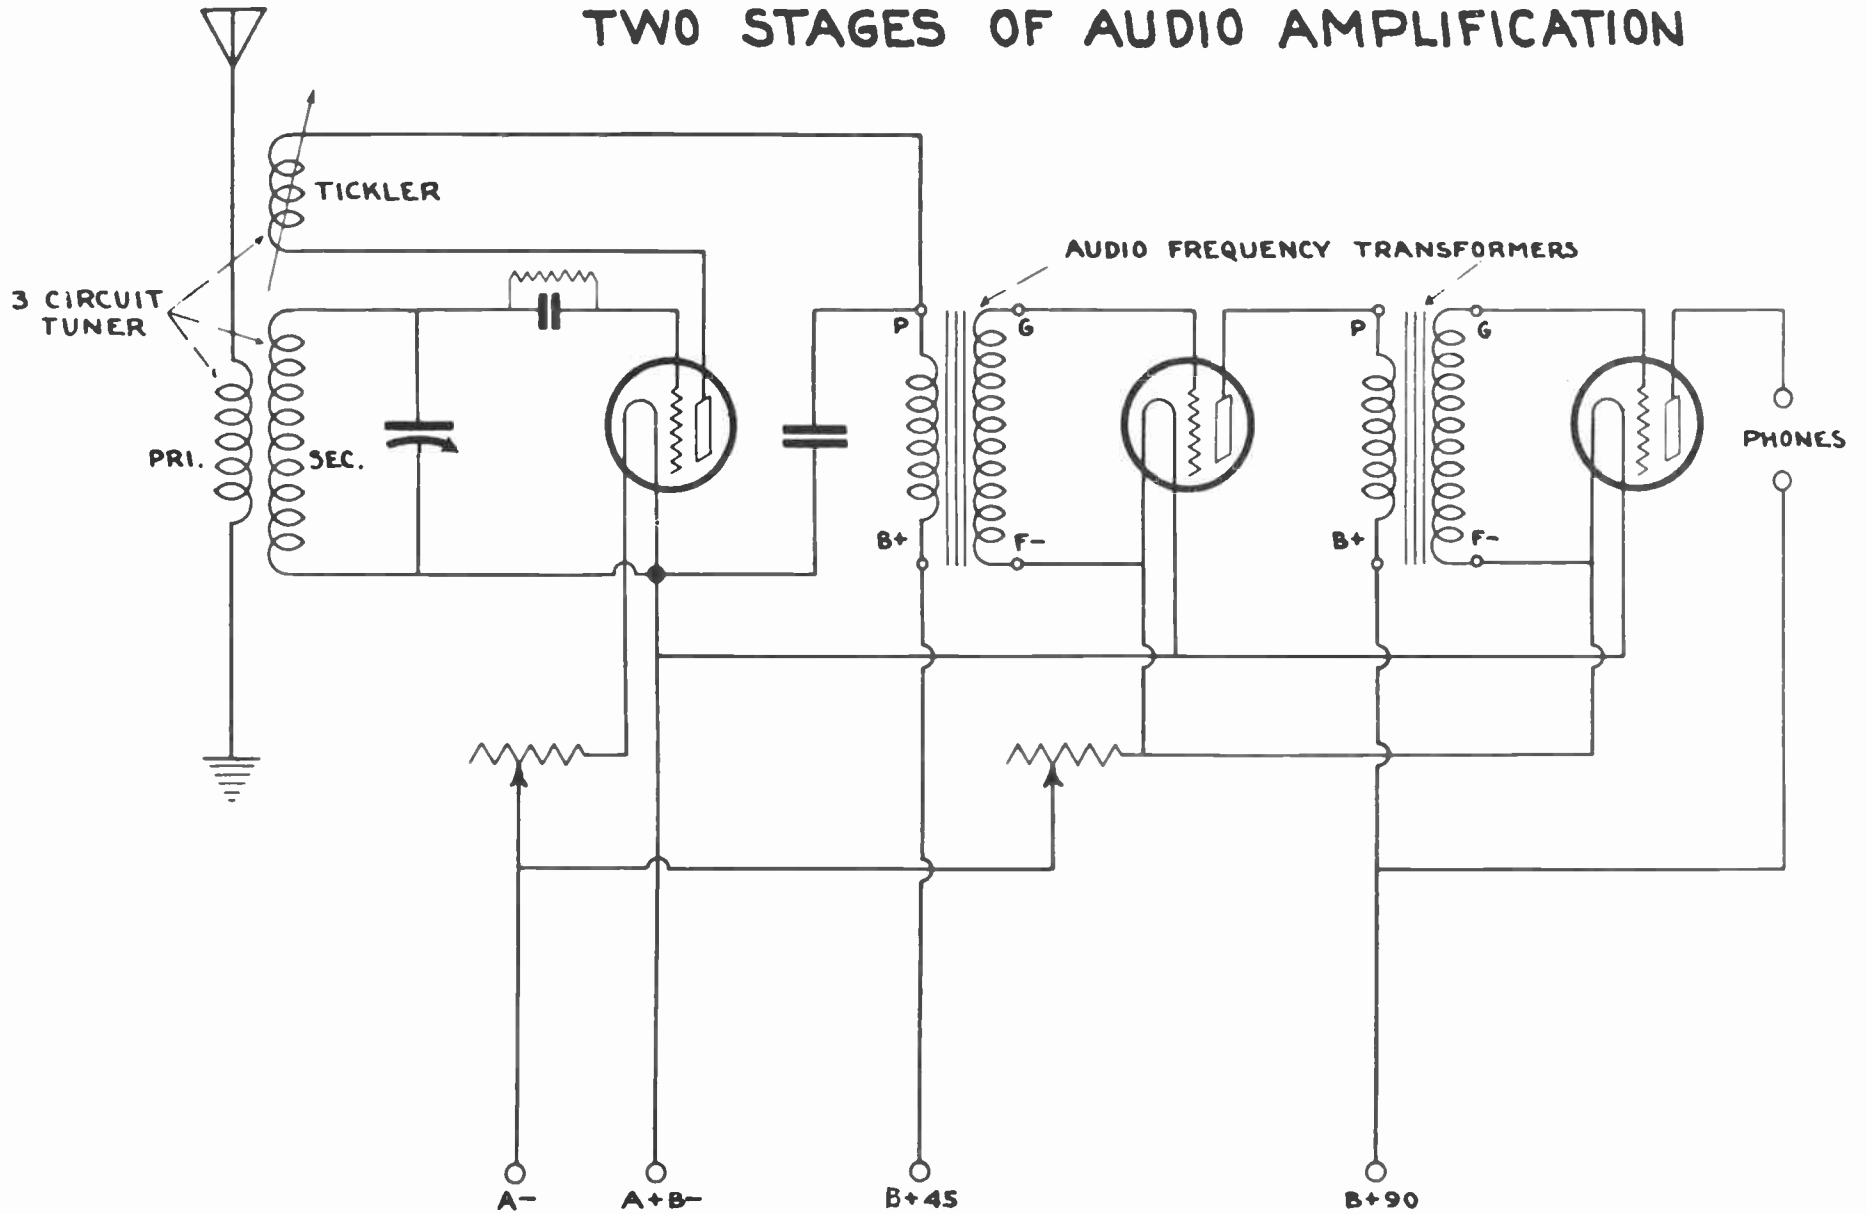 TWO STAGES OF AUDIO AMPLIFICATION
TICKLER
AUDIO FREQUENCY TRANSFORMERS
3 CIRCUIT
TUNER
P
G
P
G
PRI.
SEC.
PHONES
B+
F-
B+
F-
A-
A+B-
B+45
B+90